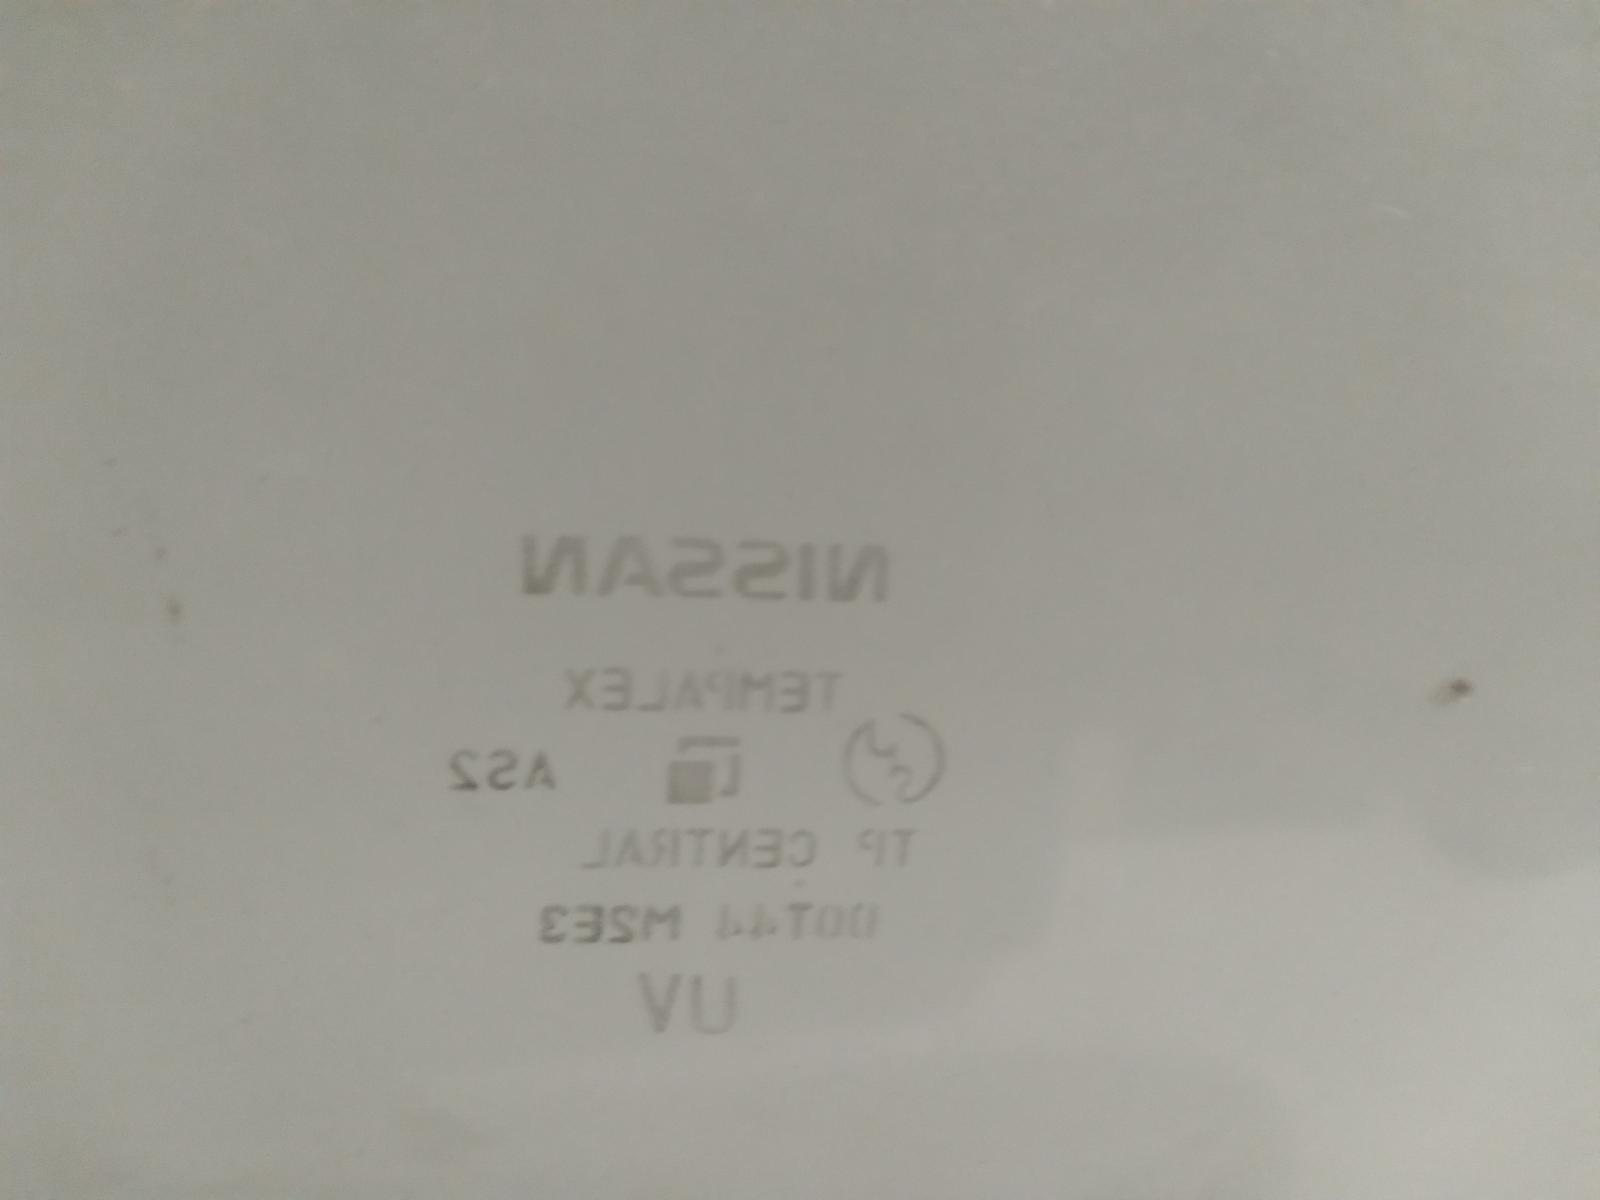 NISSAN
TEMPALEX
AS2
TP CENTRAL
DOT44 M2E3
UV